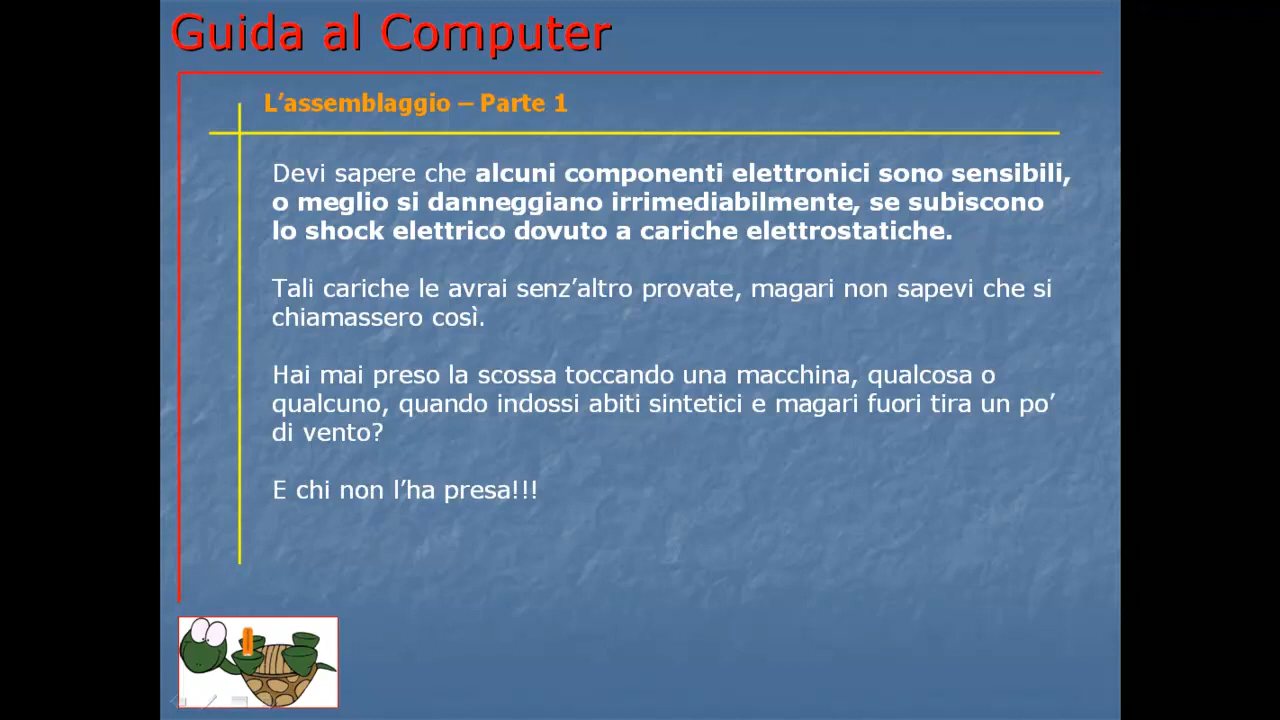 Guida al Computer
L’assemblaggio – Parte 1
Devi sapere che alcuni componenti elettronici sono sensibili,
o meglio si danneggiano irrimediabilmente, se subiscono
lo shock elettrico dovuto a cariche elettrostatiche.
Tali cariche le avrai senz’altro provate, magari non sapevi che si
chiamassero così.
Hai mai preso la scossa toccando una macchina, qualcosa o
qualcuno, quando indossi abiti sintetici e magari fuori tira un po’
di vento?
E chi non l’ha presa!!!